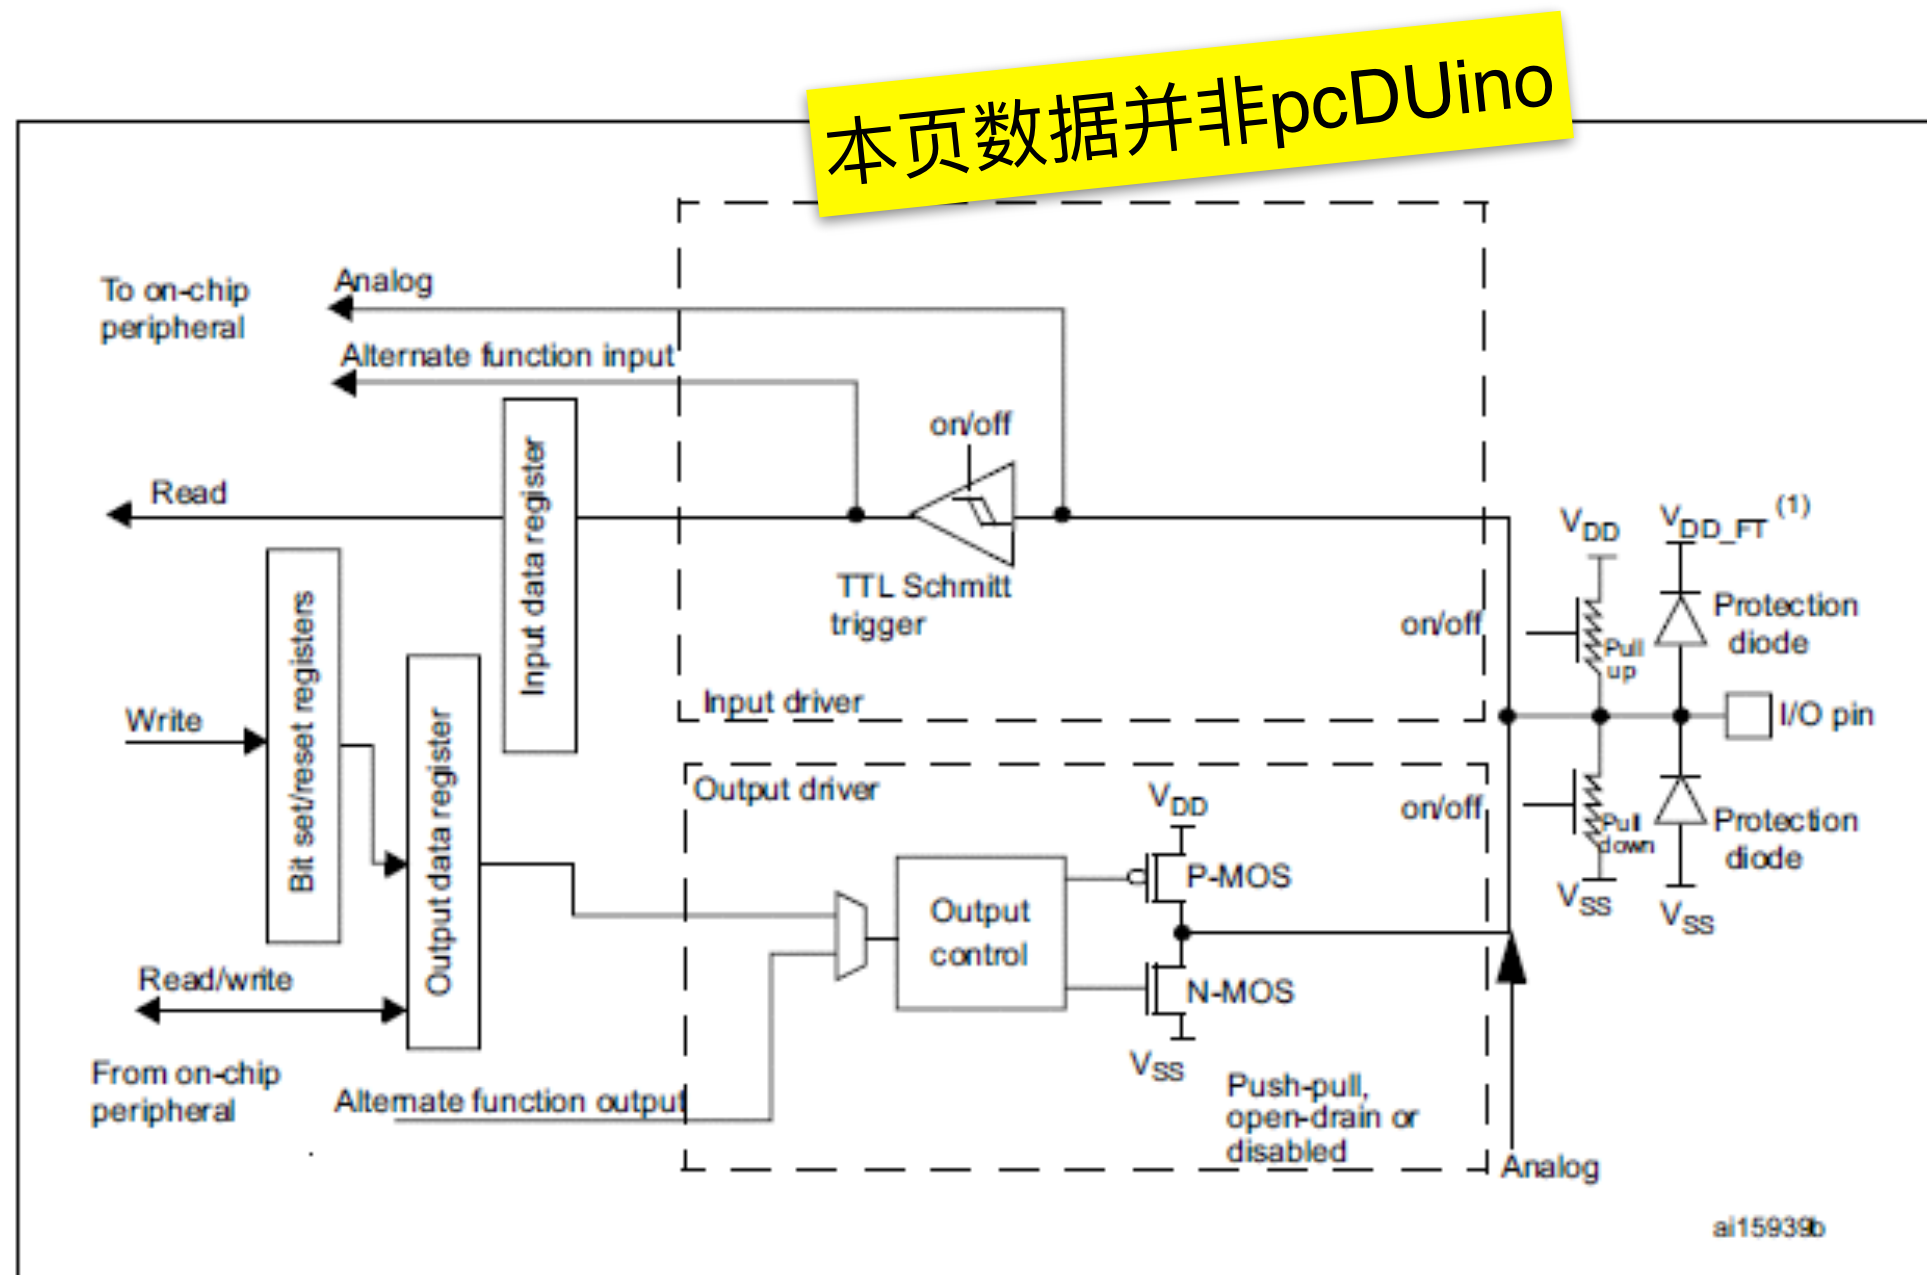 本页数据并非pcDUino
To on-chip
peripheral
Analog
Alternate function input
on/off
Read
Input data register
TTL Schmitt
trigger
Input driver
VDD
VDD_FT (1)
on/off
Pull
up
Protection
diode
I/O pin
Write
Bit set/reset registers
Output data register
Output driver
VDD
on/off
Pull
down
Protection
diode
VSS
VSS
P-MOS
Output
control
N-MOS
VSS
Read/write
From on-chip
peripheral
Alternate function output
Push-pull,
open-drain or
disabled
Analog
ai15939b